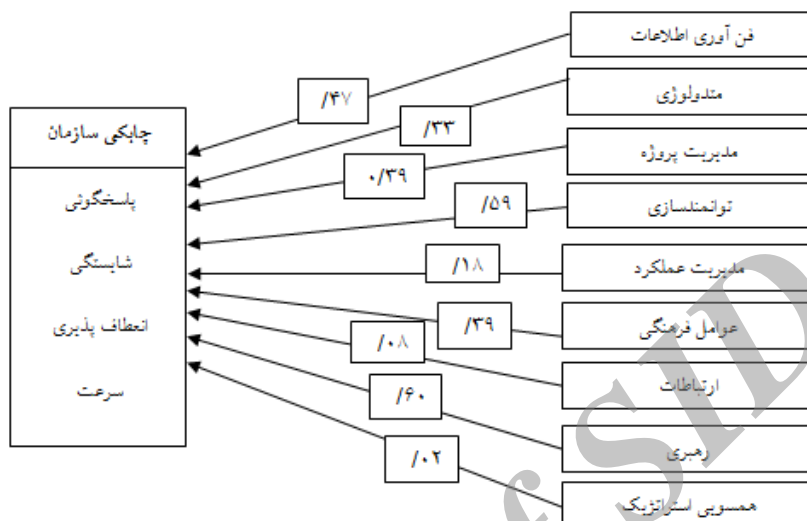 فن آوری اطلاعات
متدولوژی
مدیریت پروژه
توانمندسازی
مدیریت عملکرد
عوامل فرهنگی
ارتباطات
رهبری
همسویی استراتژیک
/۴۷
/۳۳
۰/۳۹
/۵۹
/۱۸
/۳۹
/۰۸
/۶۰
/۰۲
چابکی سازمان
پاسخگوئی
شایستگی
انعطاف پذیری
سرعت
f SID